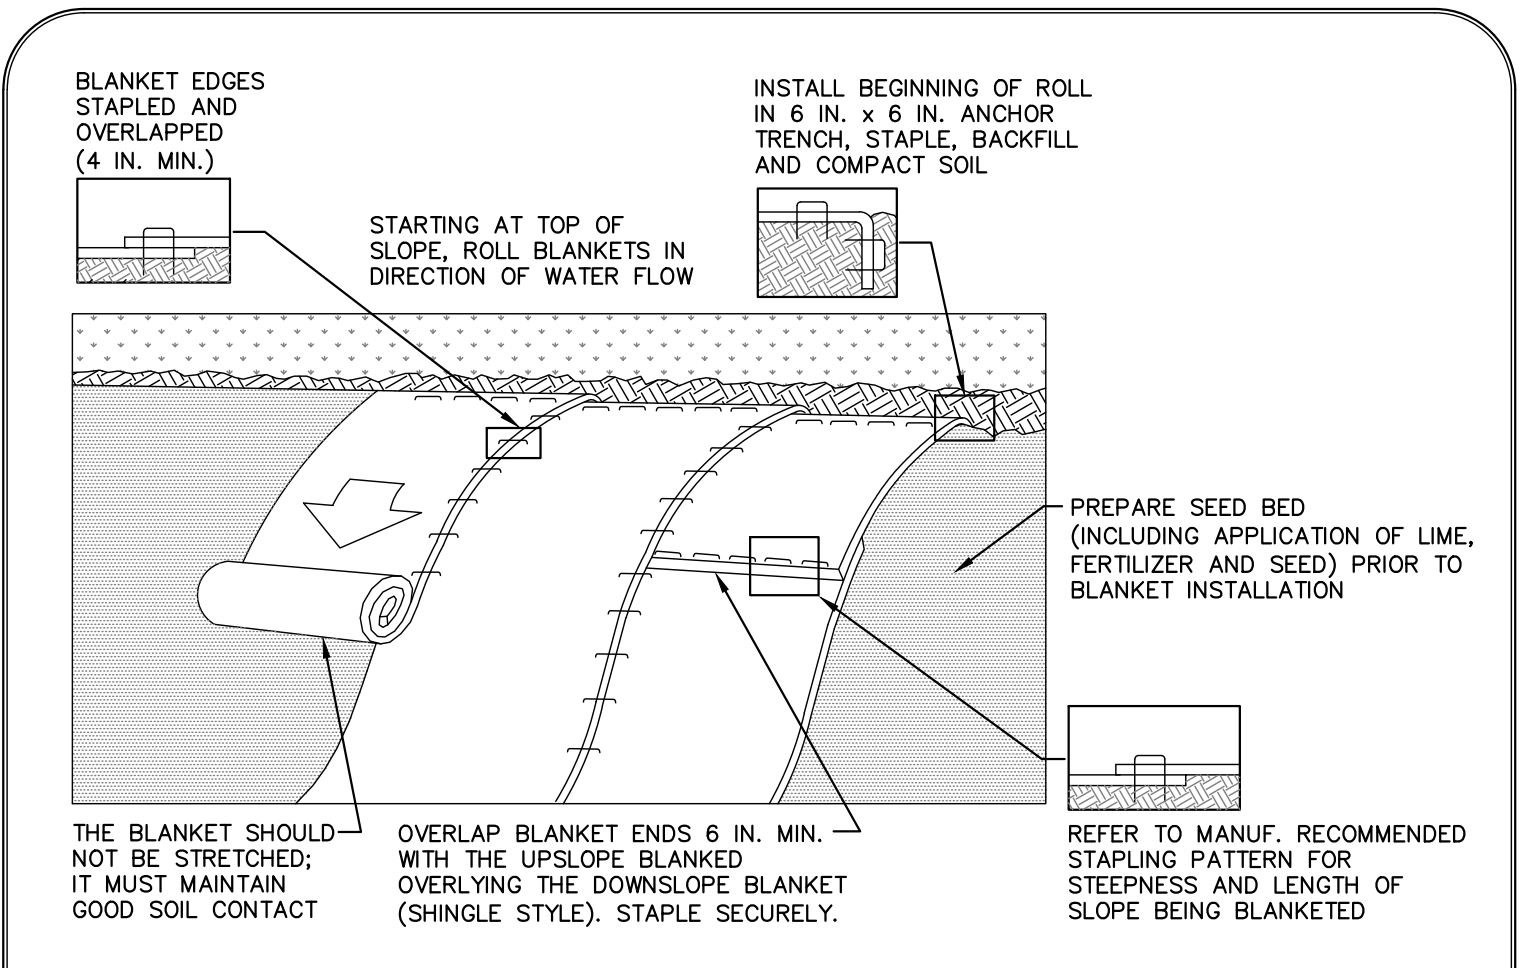 BLANKET EDGES
STAPLED AND
OVERLAPPED
(4 IN. MIN.)
INSTALL BEGINNING OF ROLL
IN 6 IN. x 6 IN. ANCHOR
TRENCH, STAPLE, BACKFILL
AND COMPACT SOIL
STARTING AT TOP OF
SLOPE, ROLL BLANKETS IN
DIRECTION OF WATER FLOW
PREPARE SEED BED
(INCLUDING APPLICATION OF LIME,
FERTILIZER AND SEED) PRIOR TO
BLANKET INSTALLATION
THE BLANKET SHOULD
NOT BE STRETCHED;
IT MUST MAINTAIN
GOOD SOIL CONTACT
OVERLAP BLANKET ENDS 6 IN. MIN.
WITH THE UPSLOPE BLANKED
OVERLYING THE DOWNSLOPE BLANKET
(SHINGLE STYLE). STAPLE SECURELY.
REFER TO MANUF. RECOMMENDED
STAPLING PATTERN FOR
STEEPNESS AND LENGTH OF
SLOPE BEING BLANKETED